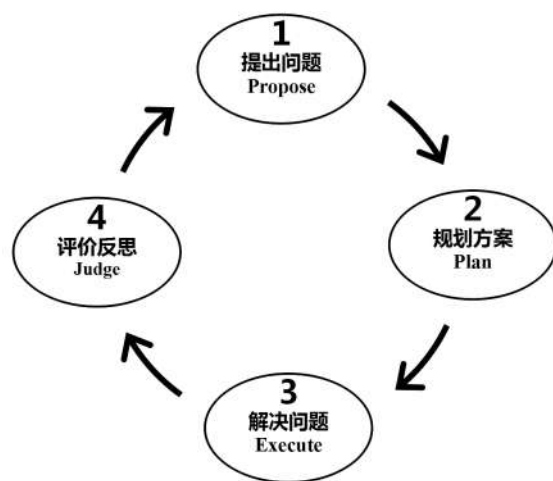 1
提出问题
Propose
2
规划方案
Plan
3
解决问题
Execute
4
评价反思
Judge